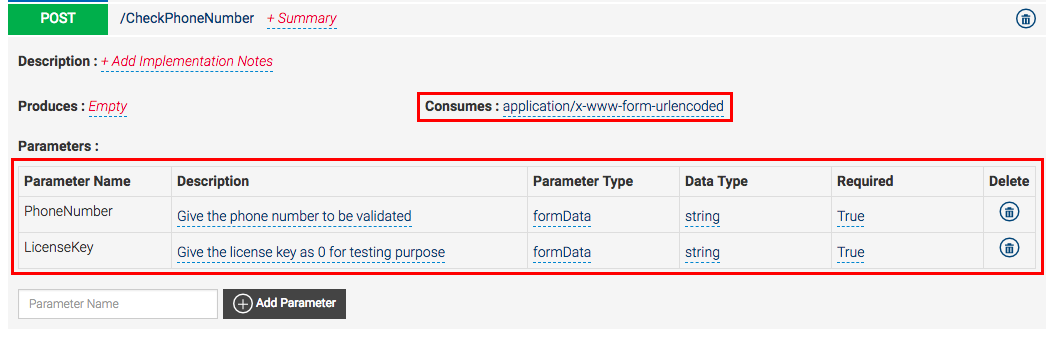 POST /CheckPhoneNumber + Summary
Description : + Add Implementation Notes
Produces : Empty Consumes : application/x-www-form-urlencoded
Parameters :
Parameter Name Description Parameter Type Data Type Required Delete
PhoneNumber Give the phone number to be validated formData string True
LicenseKey Give the license key as 0 for testing purpose formData string True
Parameter Name Add Parameter